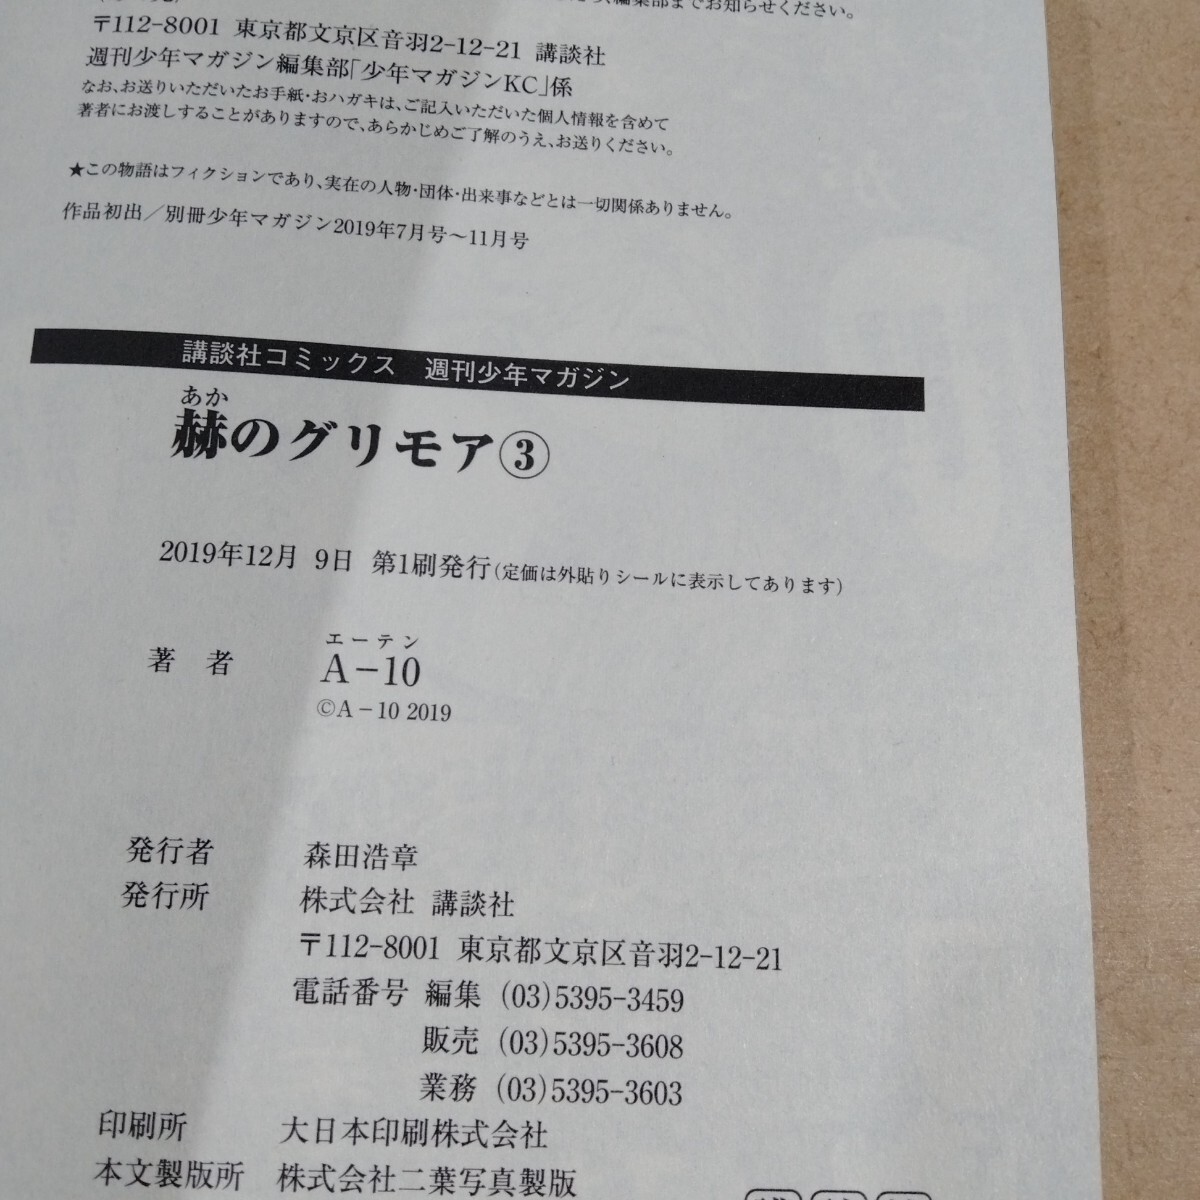 編集部までお知らせください。
〒112-8001 東京都文京区音羽2-12-21 講談社
週刊少年マガジン編集部「少年マガジンKC」係
なお、お送りいただいたお手紙・おハガキは、ご記入いただいた個人情報を含めて
著者にお渡しすることがありますので、あらかじめご了解のうえ、お送りください。
★この物語はフィクションであり、実在の人物・団体・出来事などとは一切関係ありません。
作品初出／別冊少年マガジン2019年7月号～11月号
講談社コミックス 週刊少年マガジン
あか
赫のグリモア③
2019年12月 9日 第1刷発行(定価は外貼りシールに表示してあります)
エーテン
著 者 A−10
©A−10 2019
発行者 森田浩章
発行所 株式会社 講談社
〒112-8001 東京都文京区音羽2-12-21
電話番号 編集 (03)5395-3459
販売 (03)5395-3608
業務 (03)5395-3603
印刷所 大日本印刷株式会社
本文製版所 株式会社二葉写真製版